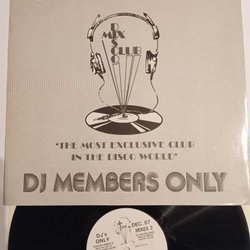 DISCO
MIX CLUB
"THE MOST EXCLUSIVE CLUB
IN THE DISCO WORLD"
DJ MEMBERS ONLY
DJ's
ONLY
DEC. 87
MIXES 2